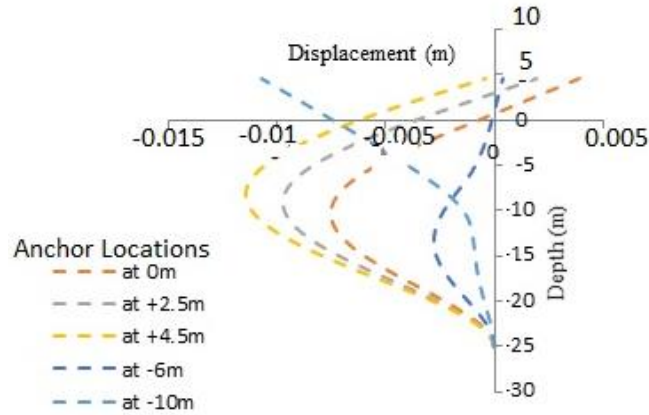 10
Displacement (m)
5
0
-0.015
-0.01
-0.005
0
0.005
-5
-10
-15
-20
-25
-30
Depth (m)
Anchor Locations
at 0m
at +2.5m
at +4.5m
at -6m
at -10m